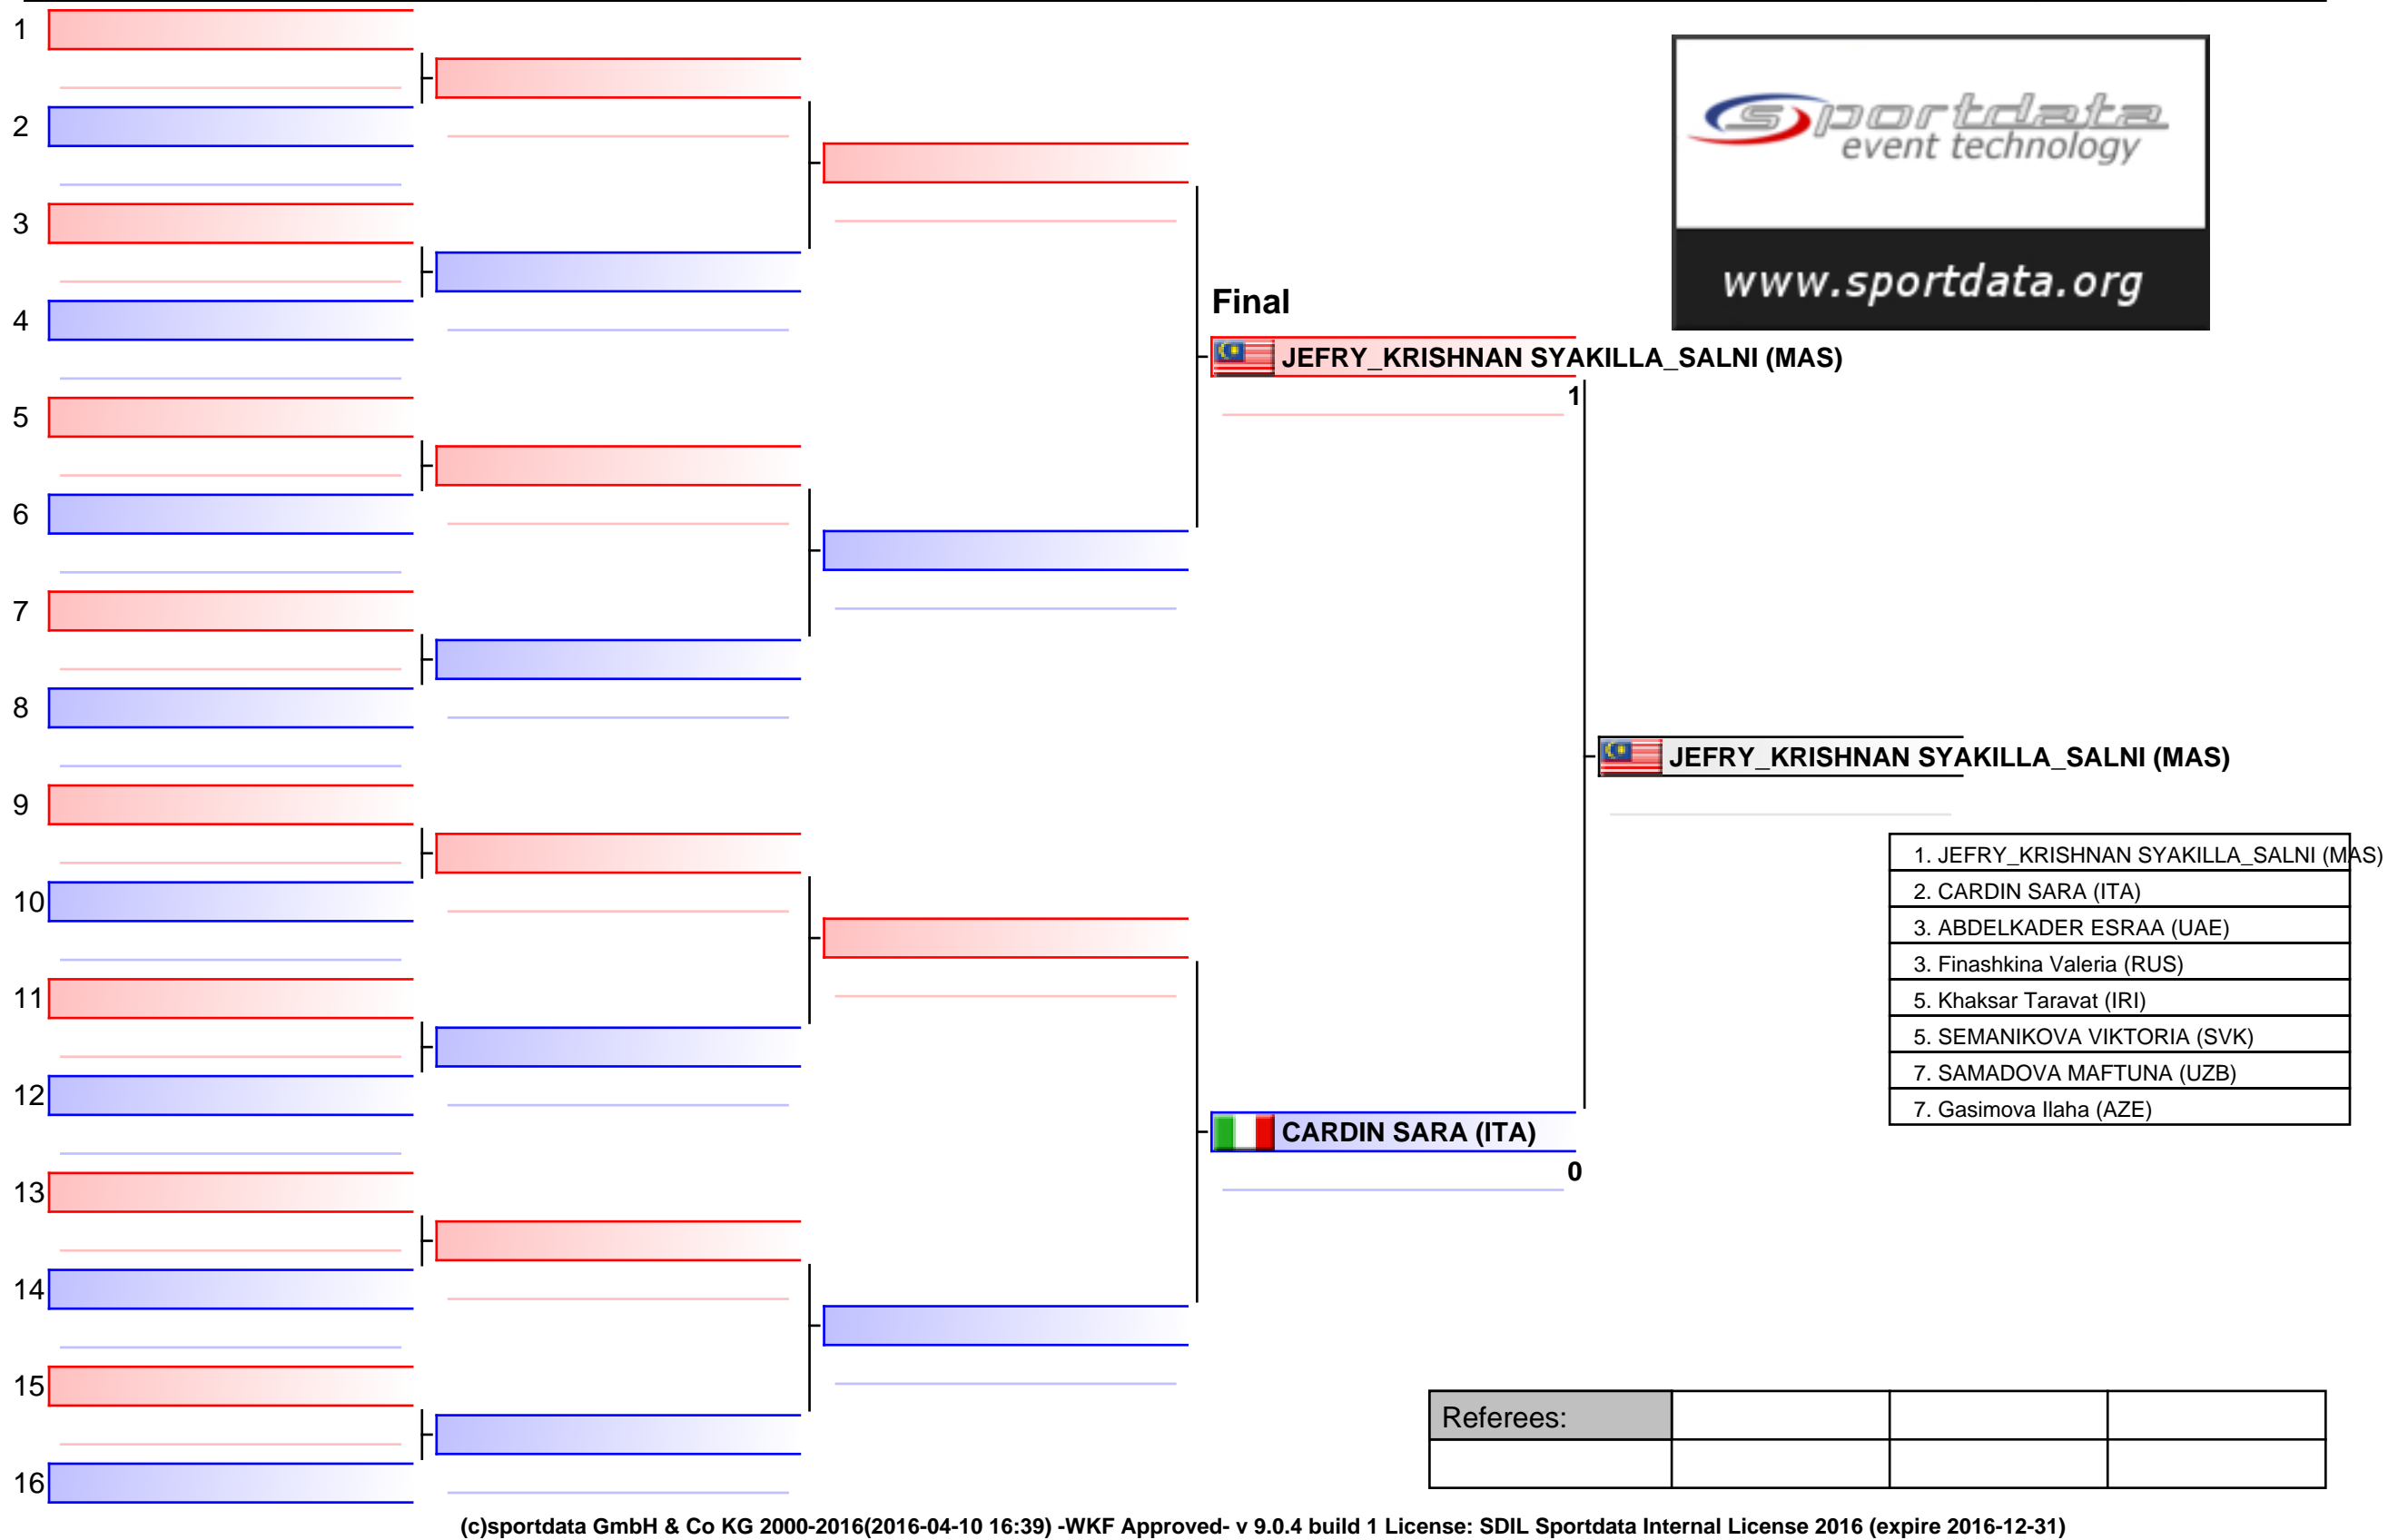 1
2
3
4
5
6
7
8
9
10
11
12
13
14
15
16
sportdata
event technology
www.sportdata.org
Final
JEFRY_KRISHNAN SYAKILLA_SALNI (MAS)
1
JEFRY_KRISHNAN SYAKILLA_SALNI (MAS)
1. JEFRY_KRISHNAN SYAKILLA_SALNI (MAS)
2. CARDIN SARA (ITA)
3. ABDELKADER ESRAA (UAE)
3. Finashkina Valeria (RUS)
5. Khaksar Taravat (IRI)
5. SEMANIKOVA VIKTORIA (SVK)
7. SAMADOVA MAFTUNA (UZB)
7. Gasimova Ilaha (AZE)
CARDIN SARA (ITA)
0
Referees:
(c)sportdata GmbH & Co KG 2000-2016(2016-04-10 16:39) -WKF Approved- v 9.0.4 build 1 License: SDIL Sportdata Internal License 2016 (expire 2016-12-31)